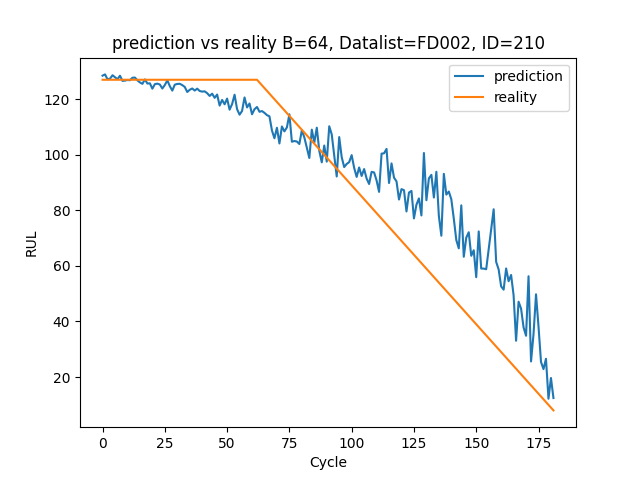 prediction vs reality B=64, Datalist=FD002, ID=210
prediction
reality
RUL
120
100
80
60
40
20
0 25 50 75 100 125 150 175
Cycle